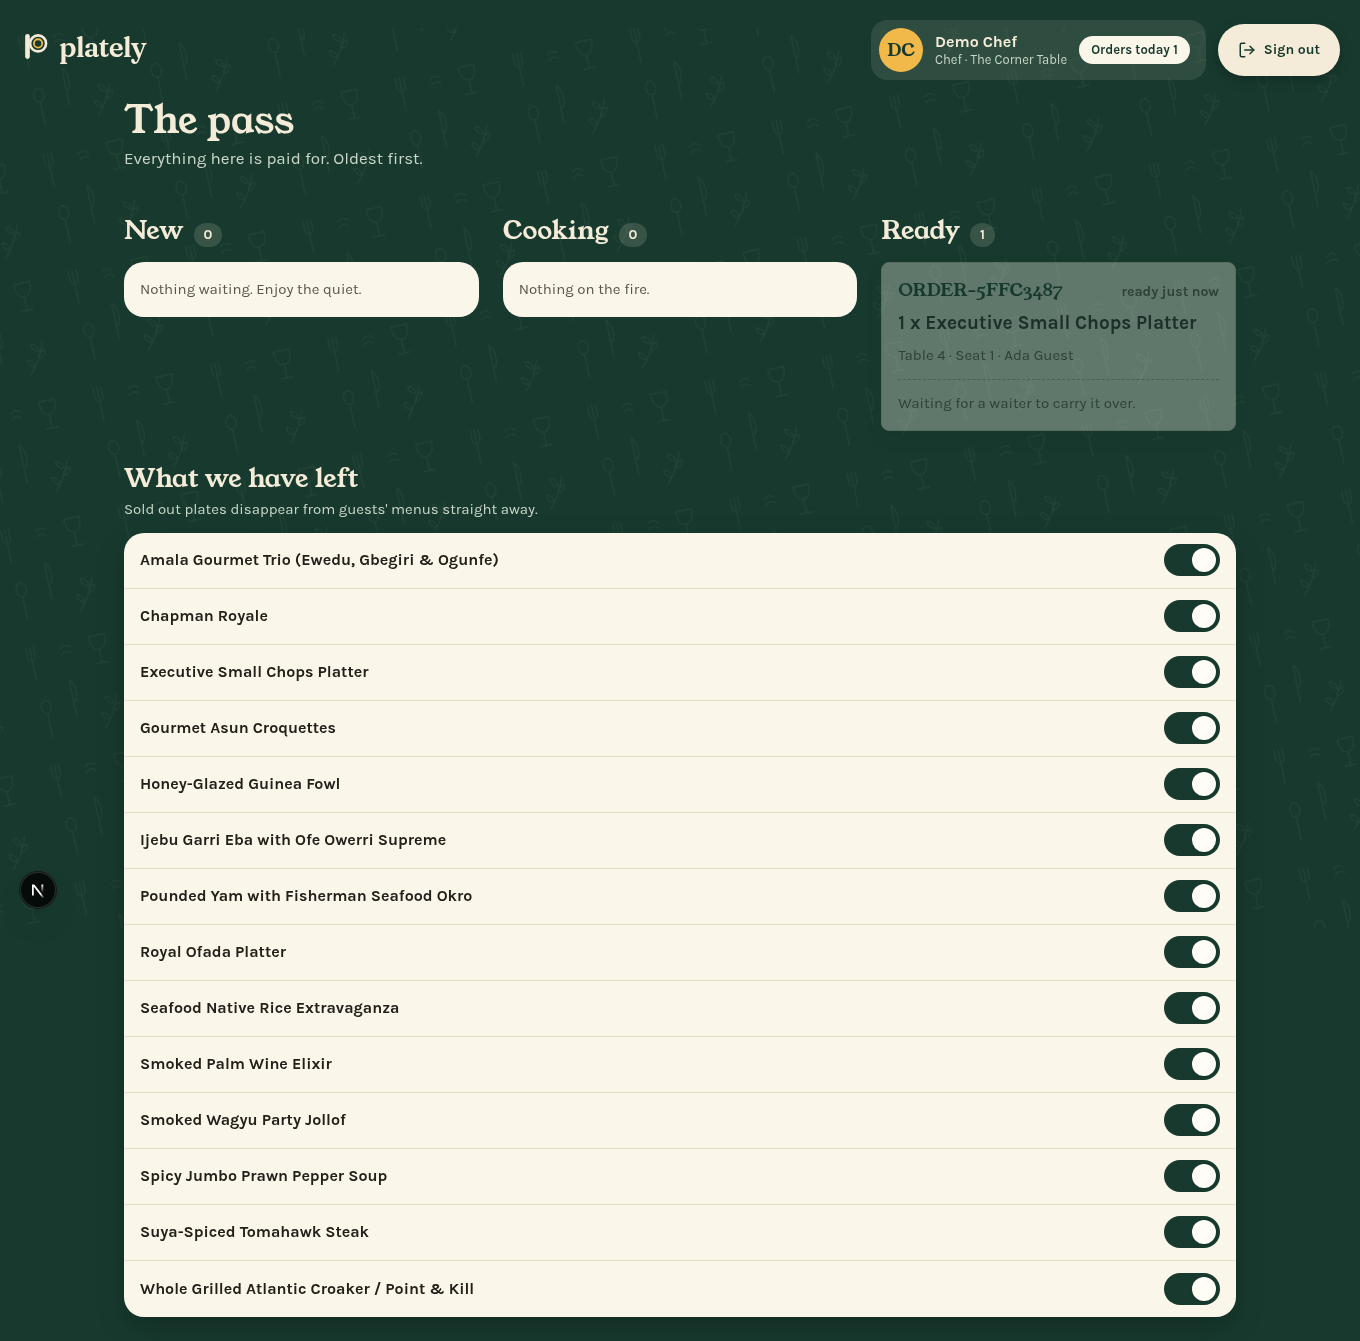 plately
DC
Demo Chef
Chef · The Corner Table
Orders today 1
Sign out
The pass
Everything here is paid for. Oldest first.
New 0
Nothing waiting. Enjoy the quiet.
Cooking 0
Nothing on the fire.
Ready 1
ORDER-5FFC3487
ready just now
1 x Executive Small Chops Platter
Table 4 · Seat 1 · Ada Guest
Waiting for a waiter to carry it over.
What we have left
Sold out plates disappear from guests' menus straight away.
Amala Gourmet Trio (Ewedu, Gbegiri & Ogunfe)
Chapman Royale
Executive Small Chops Platter
Gourmet Asun Croquettes
Honey-Glazed Guinea Fowl
Ijebu Garri Eba with Ofe Owerri Supreme
Pounded Yam with Fisherman Seafood Okro
N
Royal Ofada Platter
Seafood Native Rice Extravaganza
Smoked Palm Wine Elixir
Smoked Wagyu Party Jollof
Spicy Jumbo Prawn Pepper Soup
Suya-Spiced Tomahawk Steak
Whole Grilled Atlantic Croaker / Point & Kill